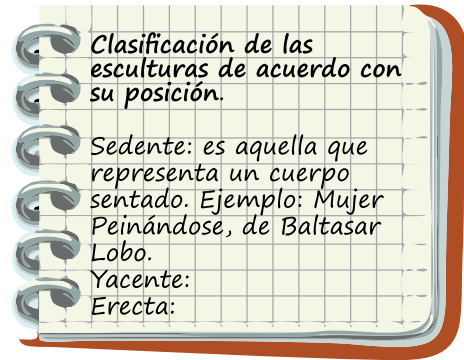 Clasificación de las
esculturas de acuerdo con
su posición.
Sedente: es aquella que
representa un cuerpo
sentado. Ejemplo: Mujer
Peinándose, de Baltasar
Lobo.
Yacente:
Erecta: